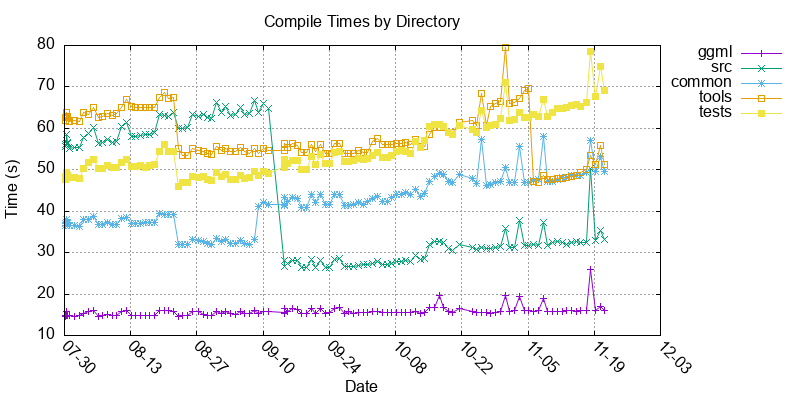 Compile Times by Directory
ggml
src
common
tools
tests
80
70
60
50
40
30
20
10
Time (s)
07-30
08-13
08-27
09-10
09-24
10-08
10-22
11-05
11-19
12-03
Date